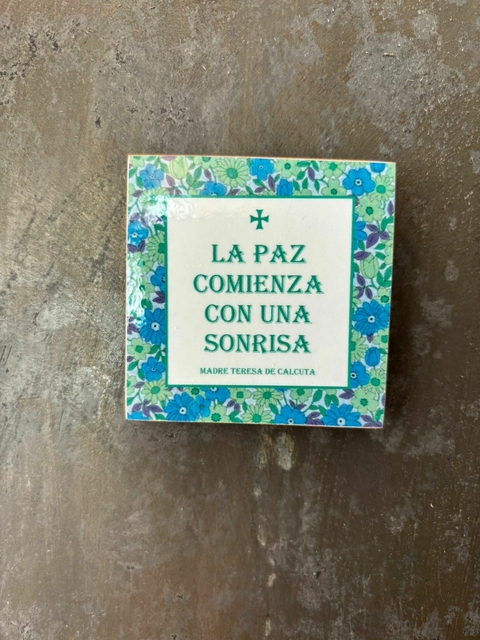 LA PAZ
COMIENZA
CON UNA
SONRISA
MADRE TERESA DE CALCUTA